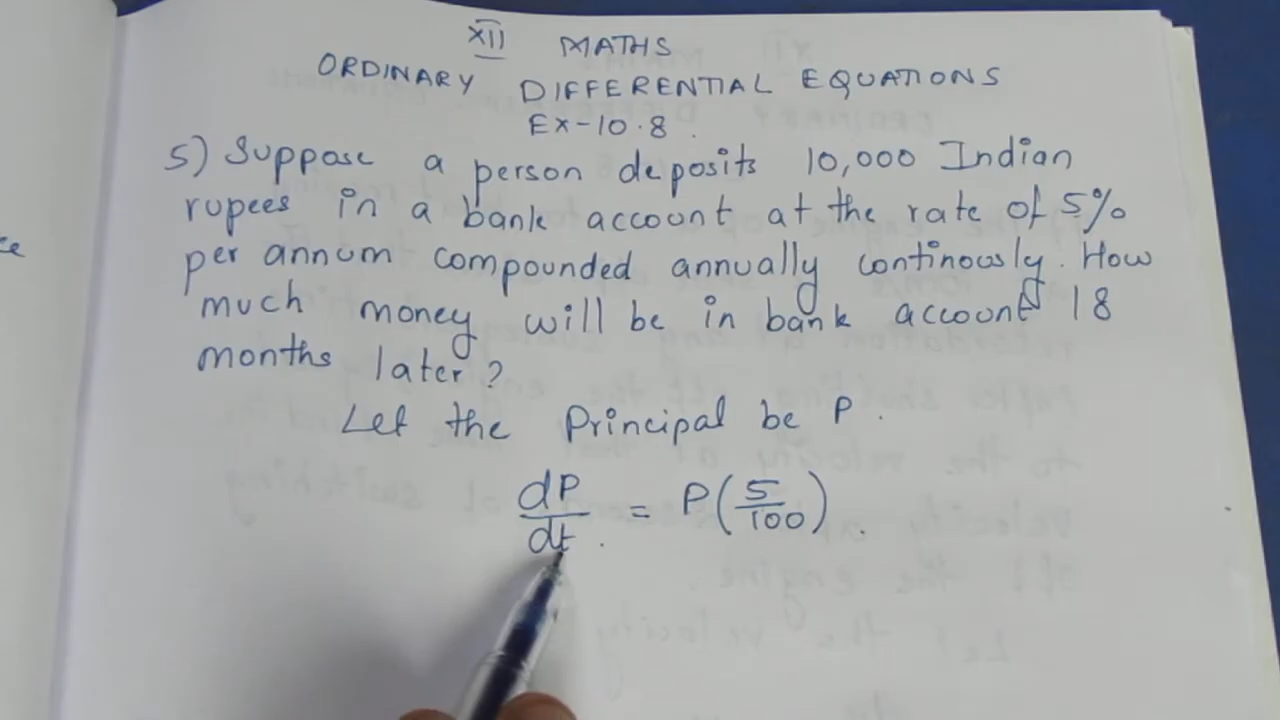 XII MATHS
ORDINARY DIFFERENTIAL EQUATIONS
EX-10.8.
5) Suppose a person deposits 10,000 Indian
rupees in a bank account at the rate of 5%
per annum compounded annually continously. How
much money will be in bank account 18
months later?
Let the Principal be P.
dP/dt = P(5/100).